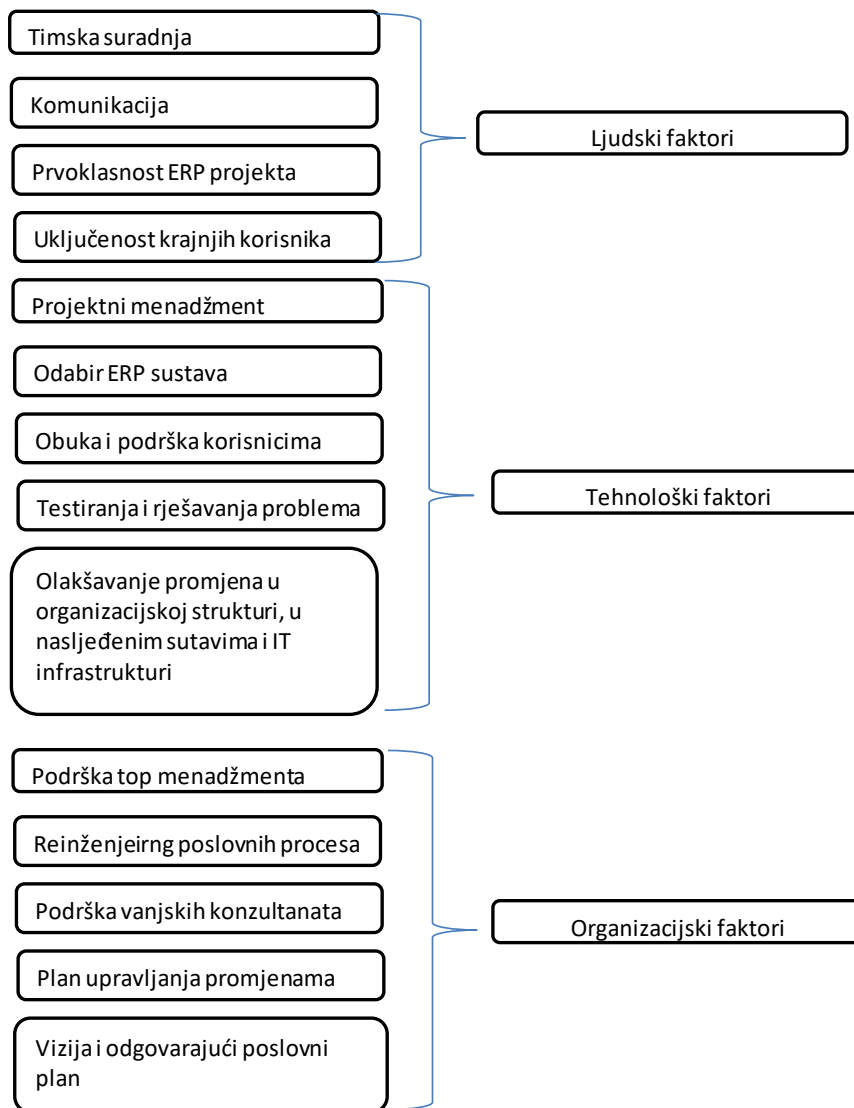 Timska suradnja
Komunikacija
Prvoklasnost ERP projekta
Uključenost krajnjih korisnika
Ljudski faktori
Projektni menadžment
Odabir ERP sustava
Obuka i podrška korisnicima
Testiranja i rješavanja problema
Olakšavanje promjena u
organizacijskoj strukturi, u
nasljeđenim sutavima i IT
infrastrukturi
Tehnološki faktori
Podrška top menadžmenta
Reinženjeirng poslovnih procesa
Podrška vanjskih konzultanata
Plan upravljanja promjenama
Vizija i odgovarajući poslovni
plan
Organizacijski faktori